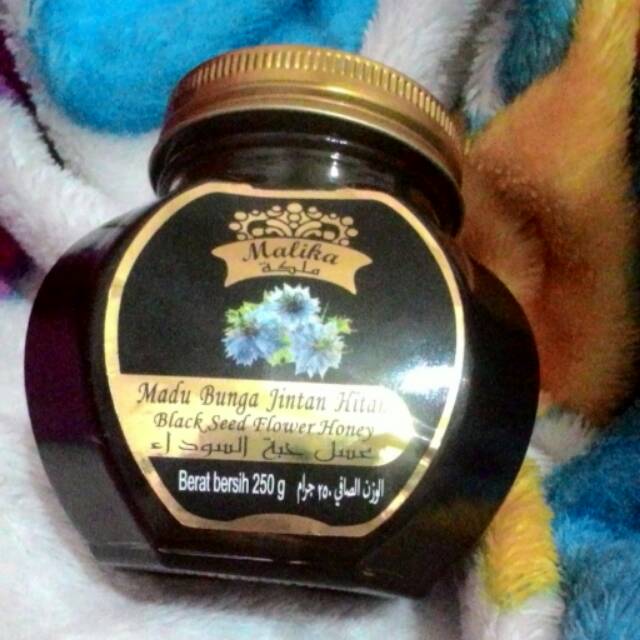 Malika
ملكة
Madu Bunga Jintan Hitam
Black Seed Flower Honey
عسل حبة السوداء
Berat bersih 250 g الوزن الصافي ٢٥٠ جرام